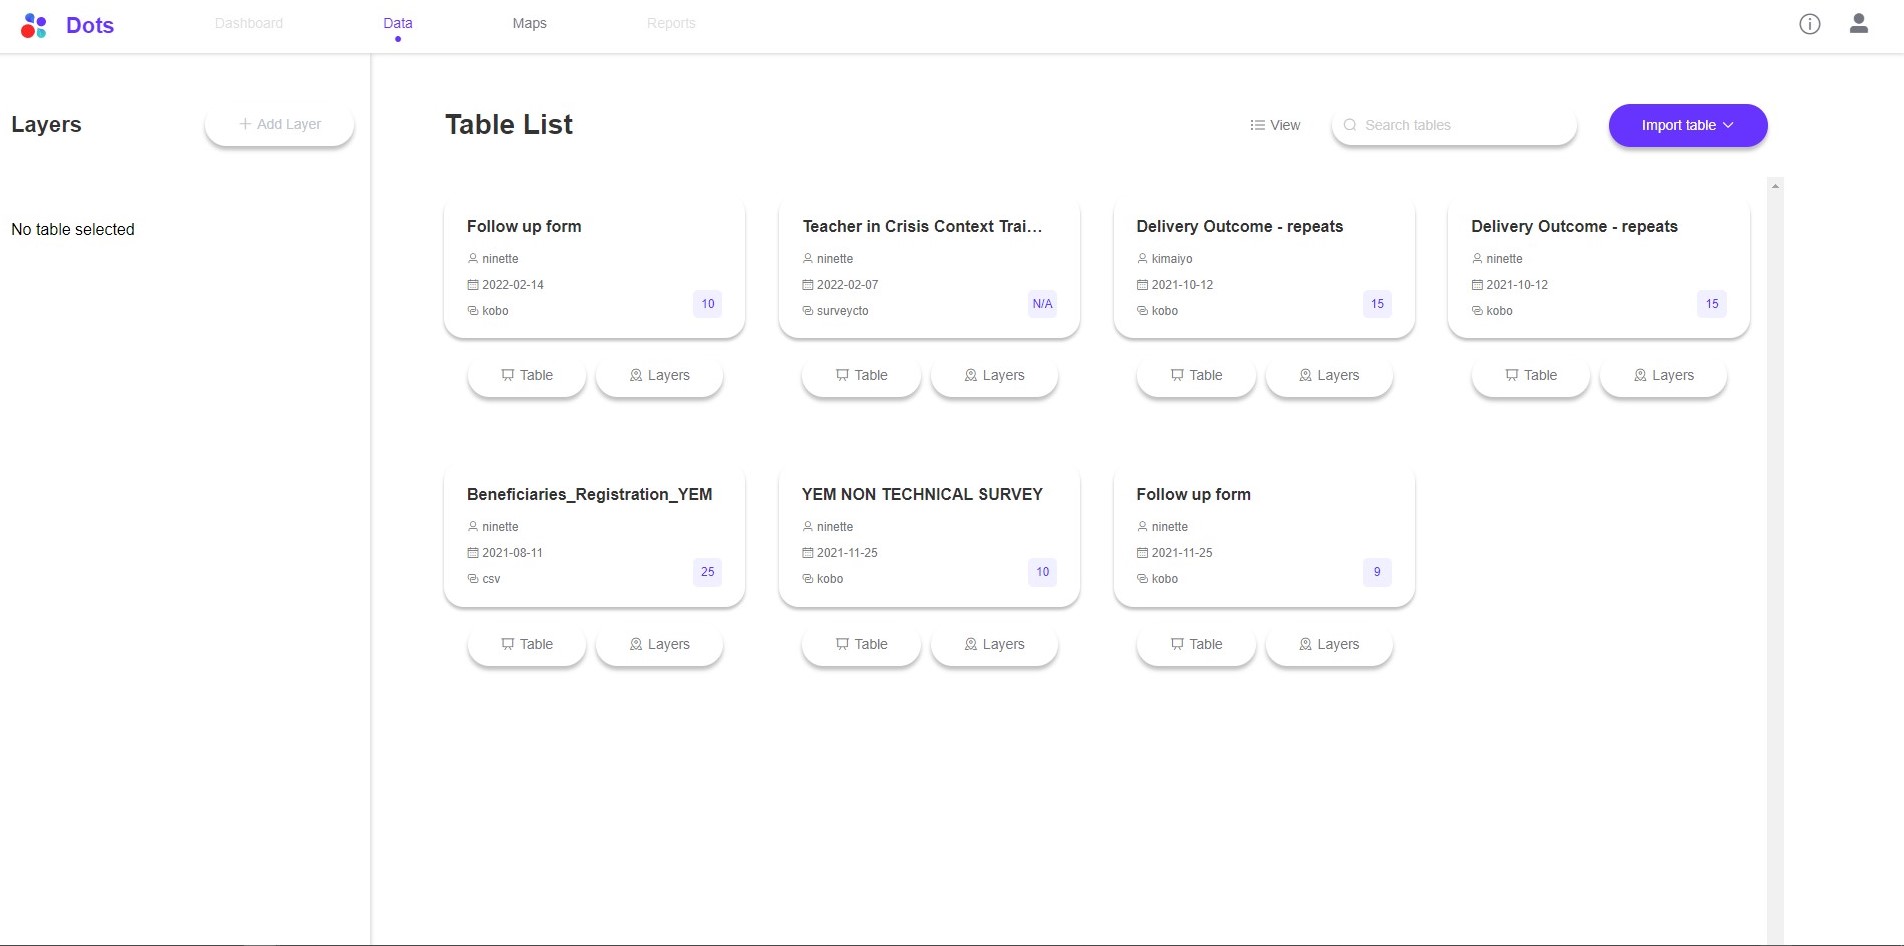 Dots
Dashboard
Data
Maps
Reports
Layers
+ Add Layer
No table selected
Table List
View
Search tables
Import table
Follow up form
ninette
2022-02-14
kobo
10
Table
Layers
Teacher in Crisis Context Trai...
ninette
2022-02-07
surveycto
N/A
Table
Layers
Delivery Outcome - repeats
kimaiyo
2021-10-12
kobo
15
Table
Layers
Delivery Outcome - repeats
ninette
2021-10-12
kobo
15
Table
Layers
Beneficiaries_Registration_YEM
ninette
2021-08-11
csv
25
Table
Layers
YEM NON TECHNICAL SURVEY
ninette
2021-11-25
kobo
10
Table
Layers
Follow up form
ninette
2021-11-25
kobo
9
Table
Layers